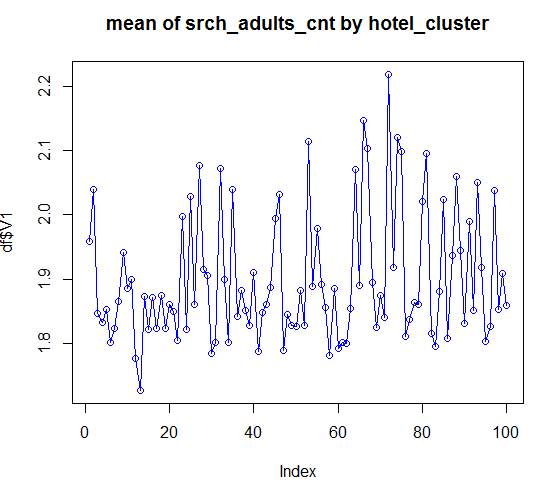 mean of srch_adults_cnt by hotel_cluster
df$V1
2.2
2.1
2.0
1.9
1.8
0 20 40 60 80 100
Index